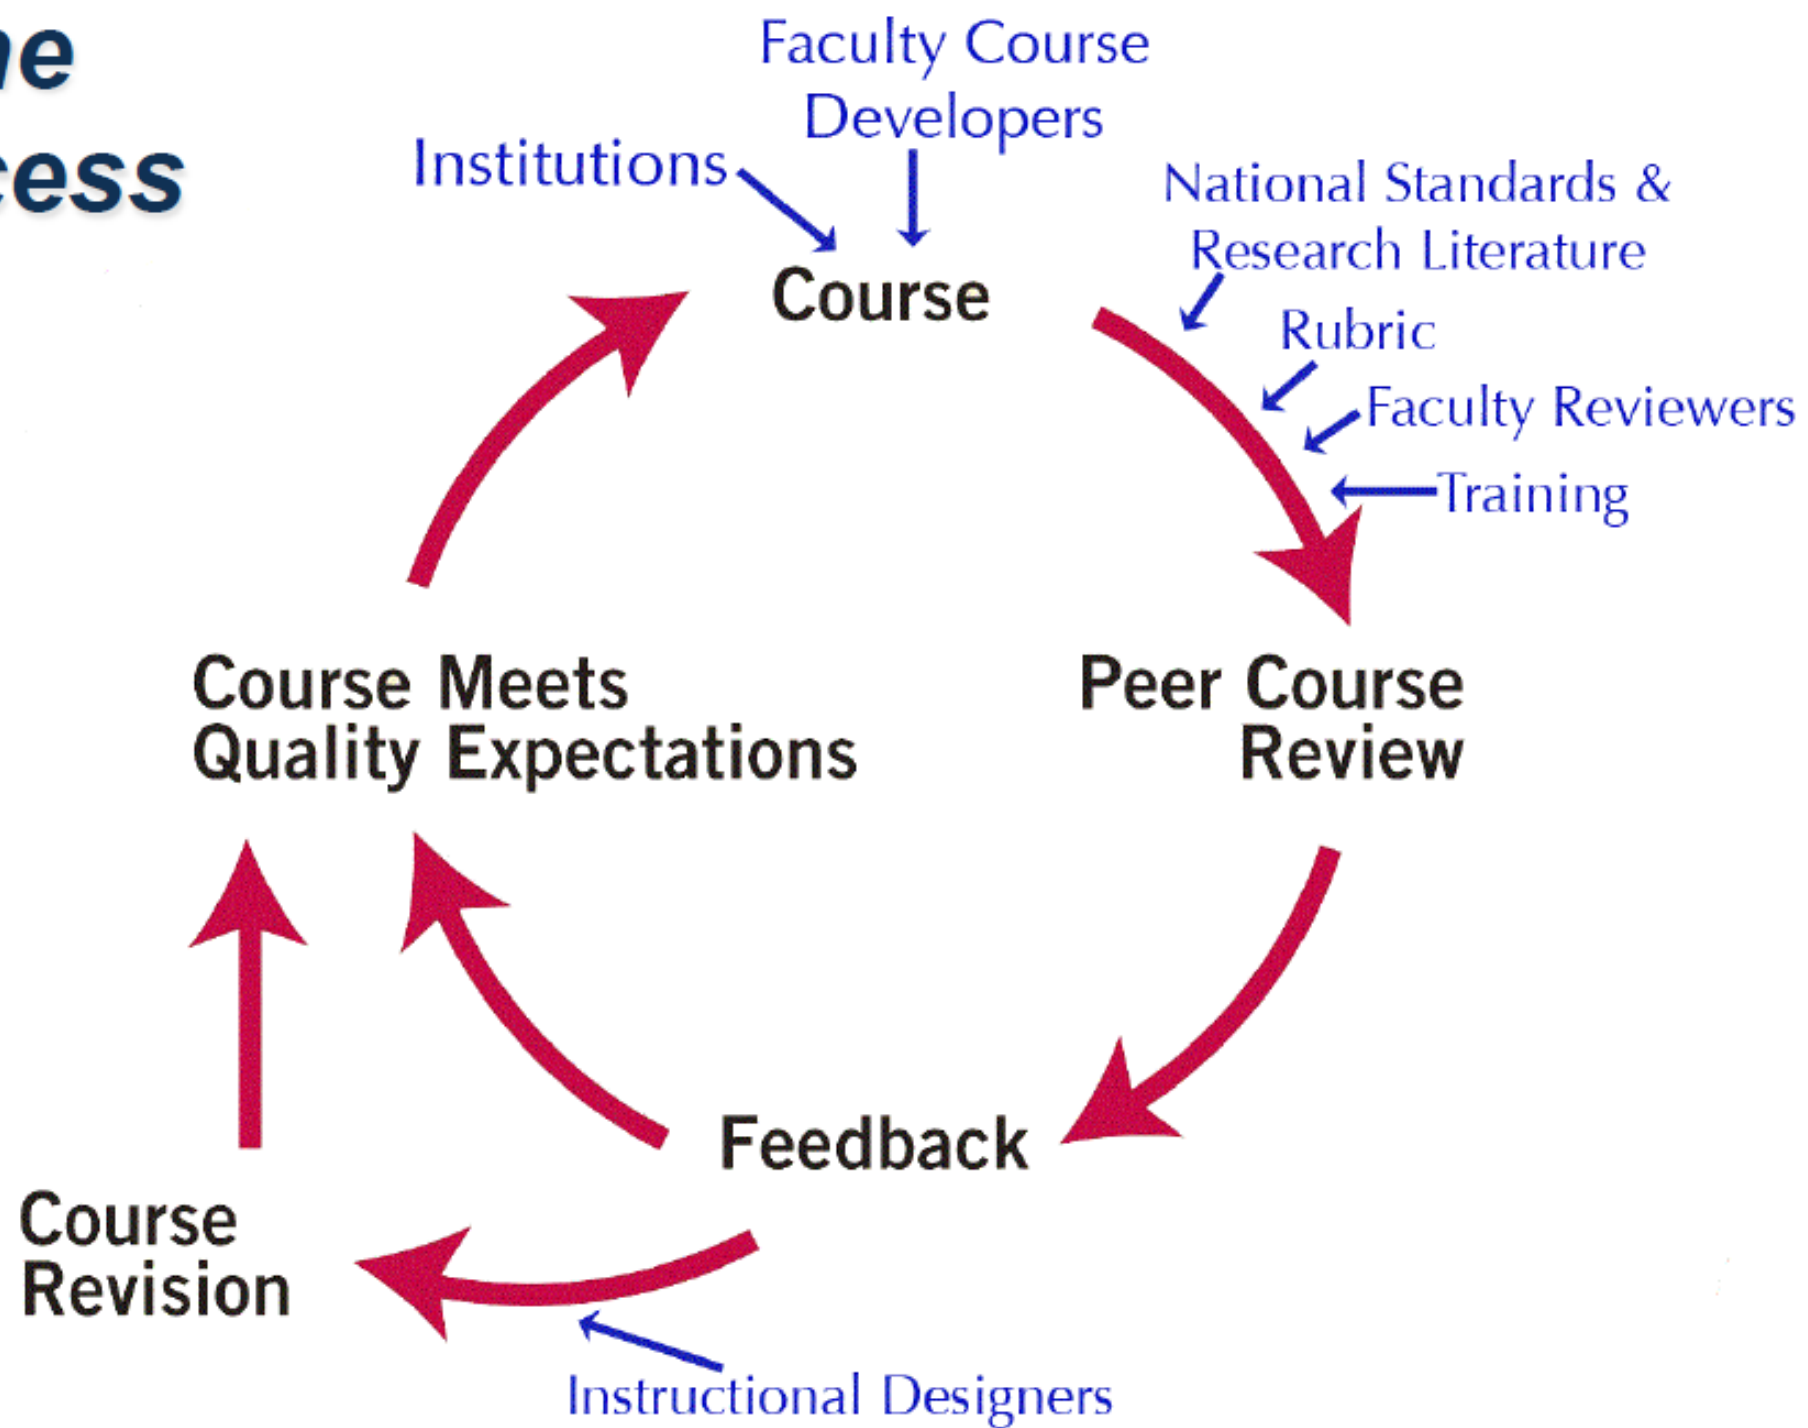 Faculty Course
Developers
Institutions
National Standards &
Research Literature
Course
Rubric
Faculty Reviewers
Training
Course Meets
Quality Expectations
Peer Course
Review
Feedback
Course
Revision
Instructional Designers